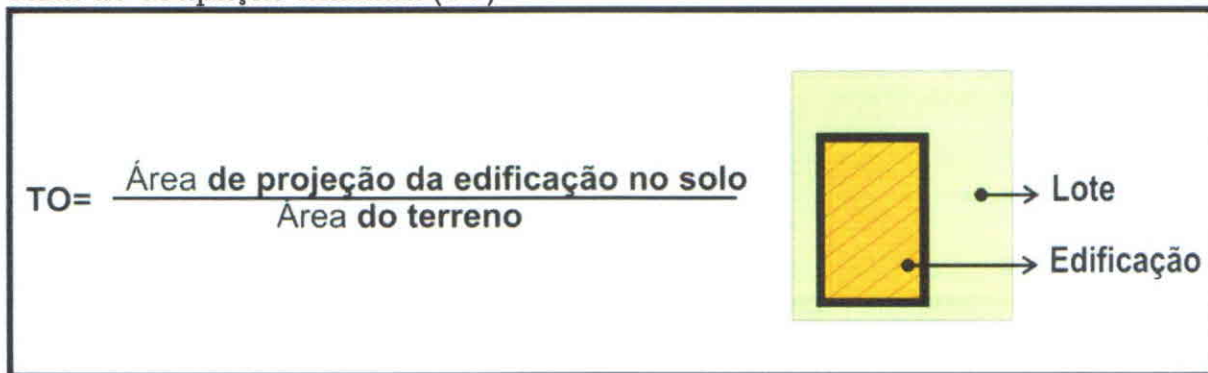 TO=
Área de projeção da edificação no solo
Área do terreno
Lote
Edificação